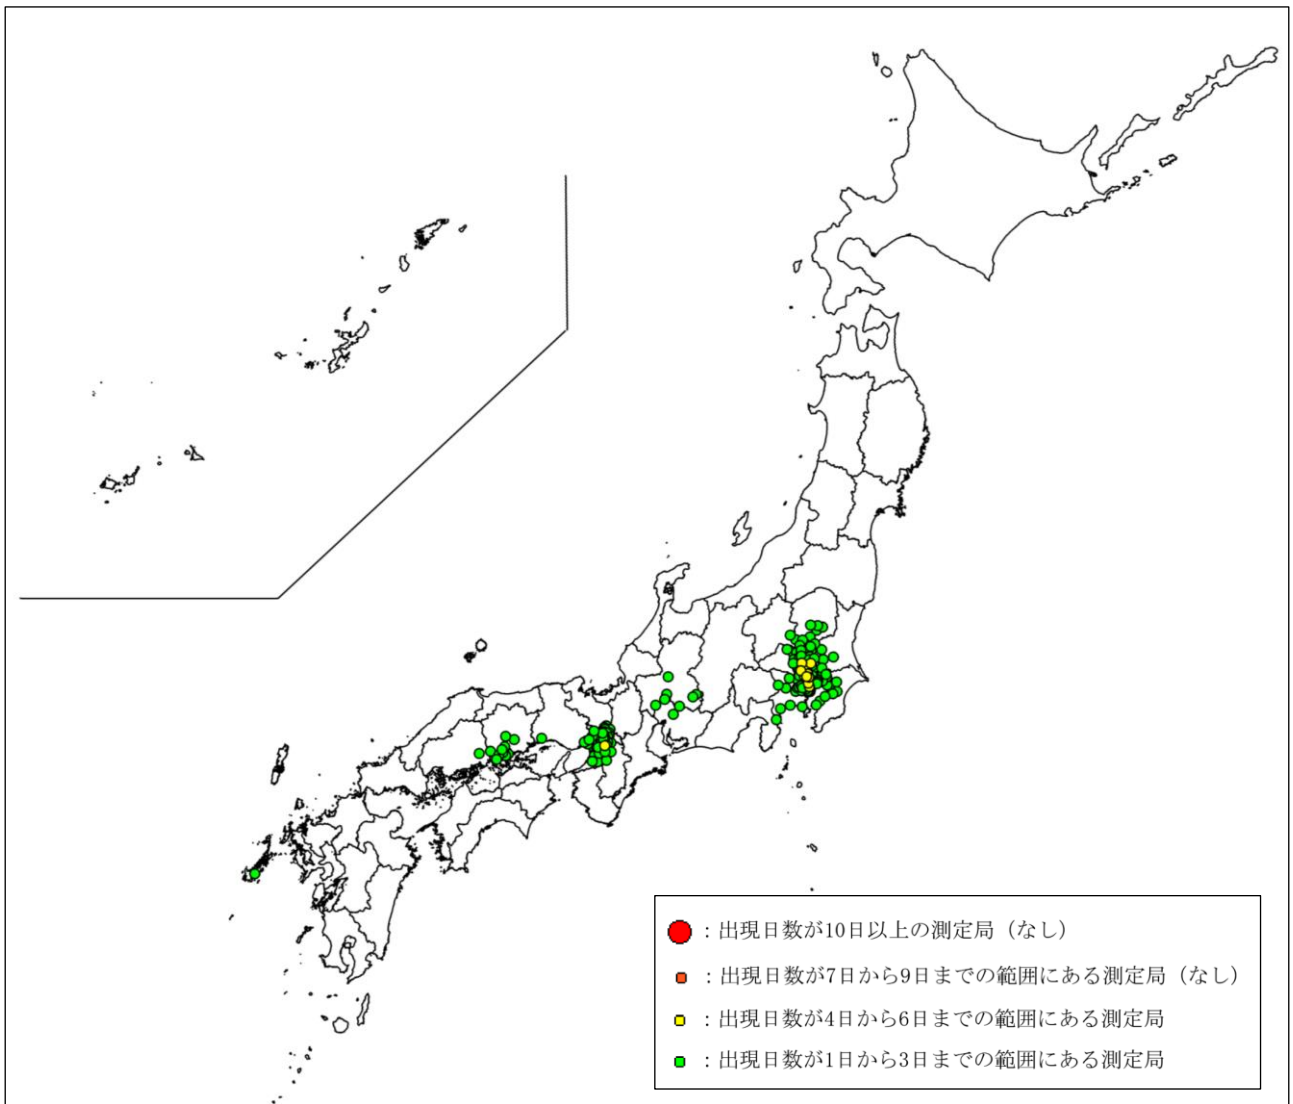 ：出現日数が10日以上の測定局（なし）
：出現日数が7日から9日までの範囲にある測定局（なし）
：出現日数が4日から6日までの範囲にある測定局
：出現日数が1日から3日までの範囲にある測定局